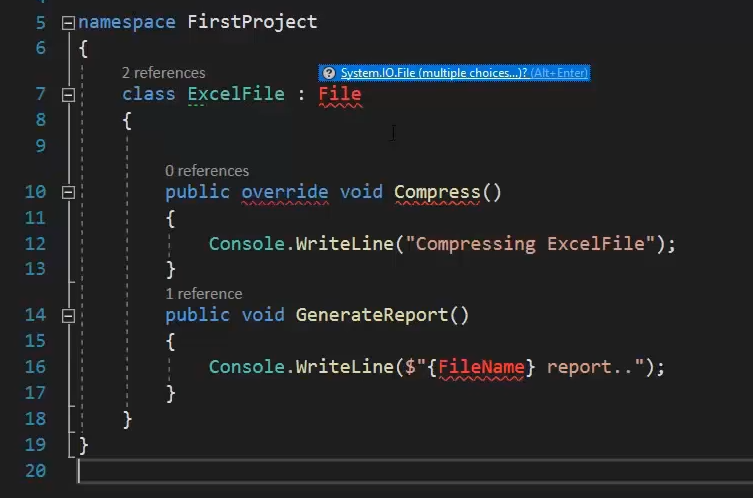 5 namespace FirstProject
6 {
2 references System.IO.File (multiple choices...)? (Alt+Enter)
7 class ExcelFile : File
8 {
9
0 references
10 public override void Compress()
11 {
12 Console.WriteLine("Compressing ExcelFile");
13 }
1 reference
14 public void GenerateReport()
15 {
16 Console.WriteLine($"{FileName} report..");
17 }
18 }
19 }
20